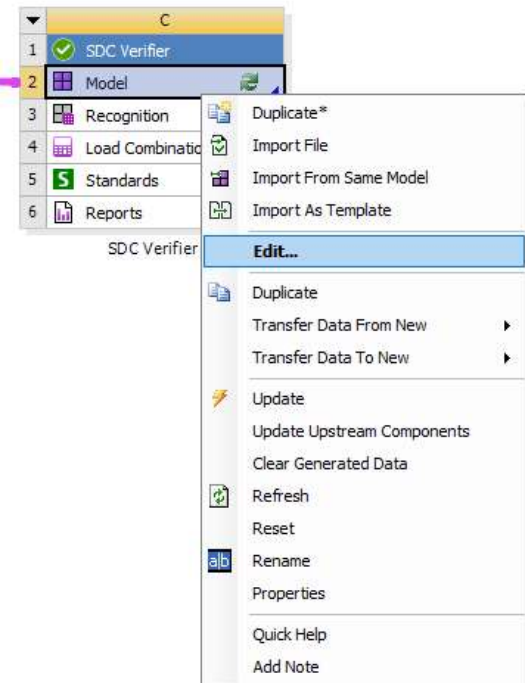 C
1 SDC Verifier
2 Model
3 Recognition
4 Load Combinatio
5 S Standards
6 Reports
SDC Verifier
Duplicate*
Import File
Import From Same Model
Import As Template
Edit...
Duplicate
Transfer Data From New
Transfer Data To New
Update
Update Upstream Components
Clear Generated Data
Refresh
Reset
a|b Rename
Properties
Quick Help
Add Note